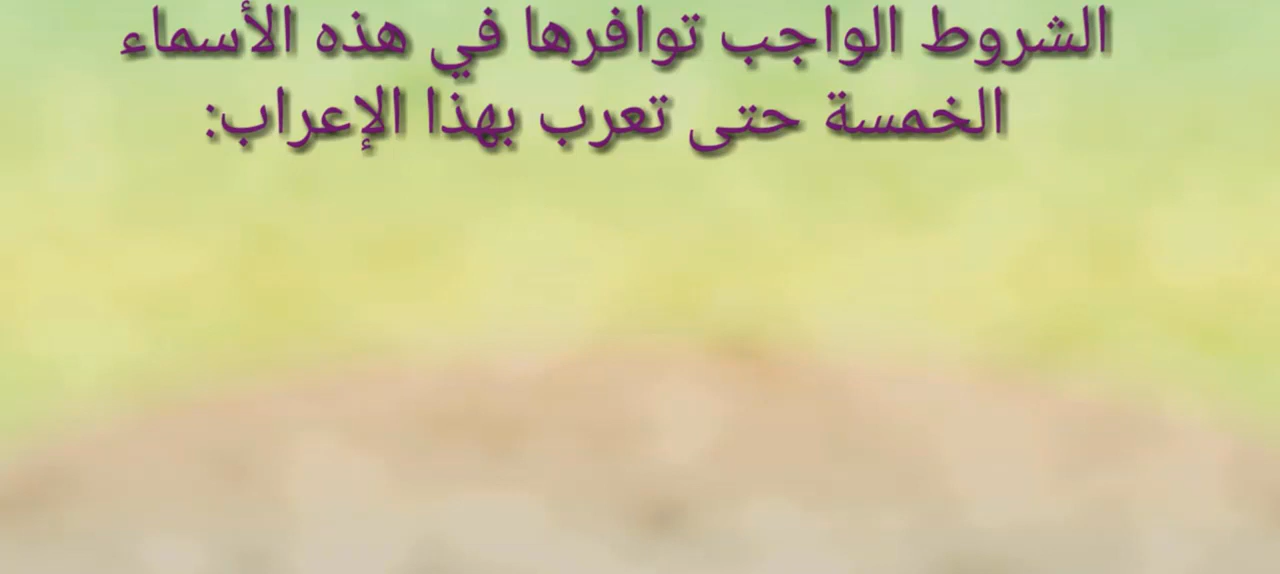 الشروط الواجب توافرها في هذه الأسماء
الخمسة حتى تعرب بهذا الإعراب: